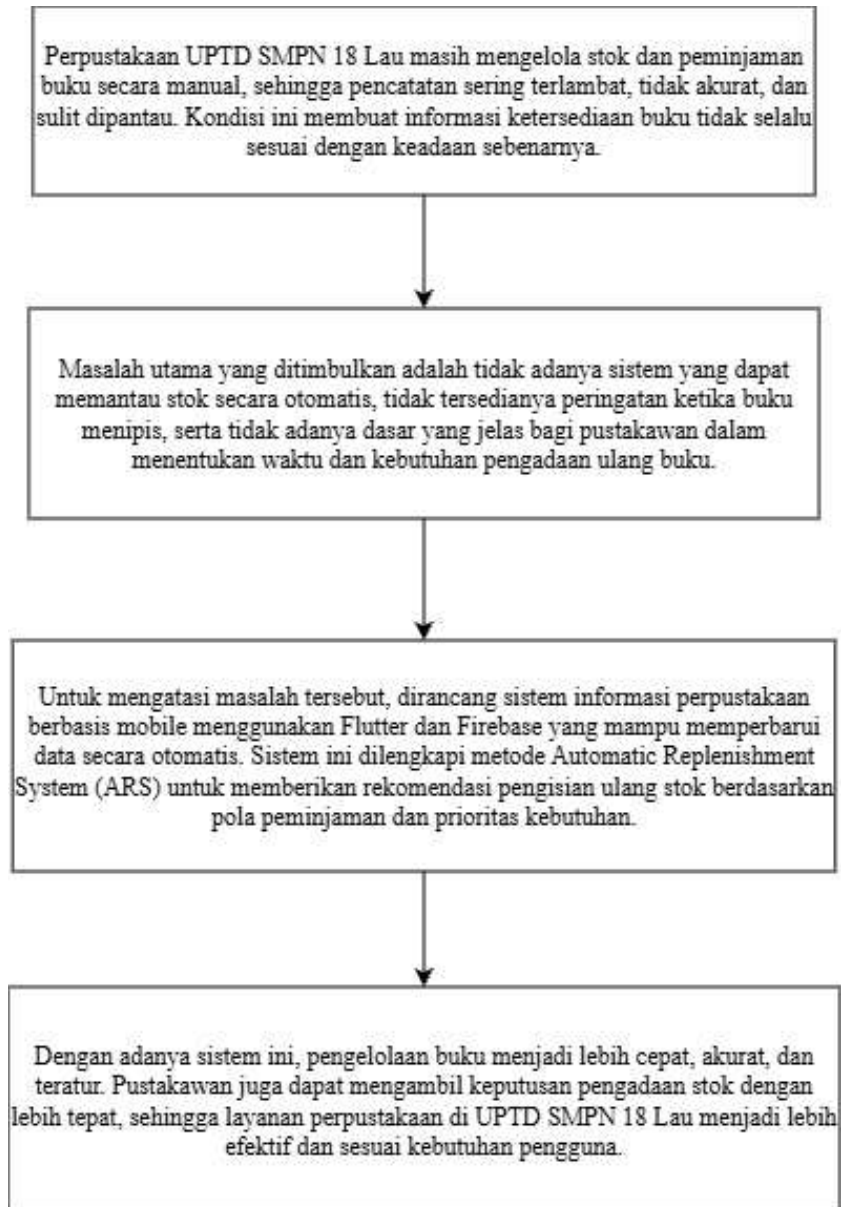 Perpustakaan UPTD SMPN 18 Lau masih mengelola stok dan peminjaman
buku secara manual, sehingga pencatatan sering terlambat, tidak akurat, dan
sulit dipantau. Kondisi ini membuat informasi ketersediaan buku tidak selalu
sesuai dengan keadaan sebenarnya.
Masalah utama yang ditimbulkan adalah tidak adanya sistem yang dapat
memantau stok secara otomatis, tidak tersedianya peringatan ketika buku
menipis, serta tidak adanya dasar yang jelas bagi pustakawan dalam
menentukan waktu dan kebutuhan pengadaan ulang buku.
Untuk mengatasi masalah tersebut, dirancang sistem informasi perpustakaan
berbasis mobile menggunakan Flutter dan Firebase yang mampu memperbarui
data secara otomatis. Sistem ini dilengkapi metode Automatic Replenishment
System (ARS) untuk memberikan rekomendasi pengisian ulang stok berdasarkan
pola peminjaman dan prioritas kebutuhan.
Dengan adanya sistem ini, pengelolaan buku menjadi lebih cepat, akurat, dan
teratur. Pustakawan juga dapat mengambil keputusan pengadaan stok dengan
lebih tepat, sehingga layanan perpustakaan di UPTD SMPN 18 Lau menjadi lebih
efektif dan sesuai kebutuhan pengguna.